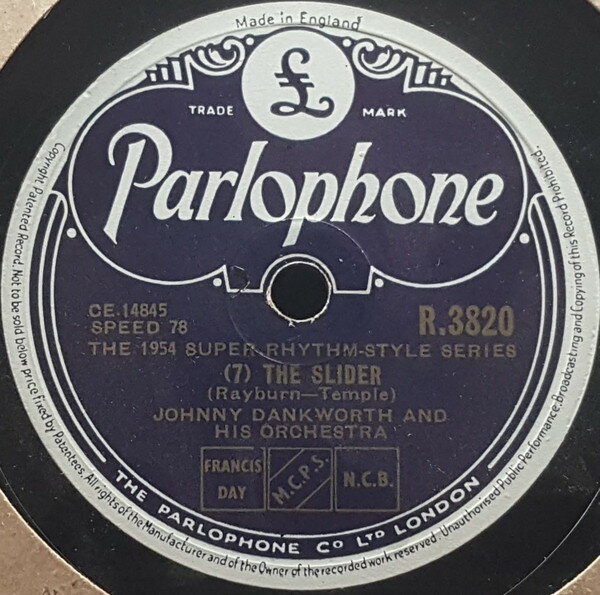 Made in England
£
TRADE MARK
Parlophone
CE.14845
SPEED 78
R.3820
THE 1954 SUPER RHYTHM-STYLE SERIES
(7) THE SLIDER
(Rayburn—Temple)
JOHNNY DANKWORTH AND
HIS ORCHESTRA
FRANCIS
DAY
M.C.P.S.
N.C.B.
THE PARLOPHONE CO LTD LONDON
Copyright Patented Record. Not to be sold below price fixed by Patentees. All rights of the Manufacturer and of the Owner of the recorded work reserved. Unauthorised Public Performance. Broadcasting and Copying of this Record Prohibited.